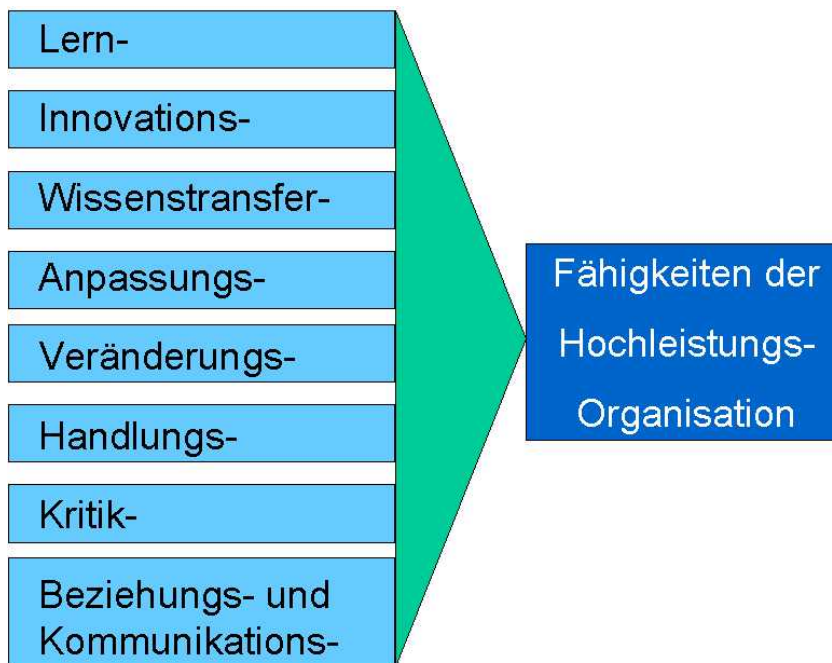 Lern-
Innovations-
Wissenstransfer-
Anpassungs-
Veränderungs-
Handlungs-
Kritik-
Beziehungs- und
Kommunikations-
Fähigkeiten der
Hochleistungs-
Organisation